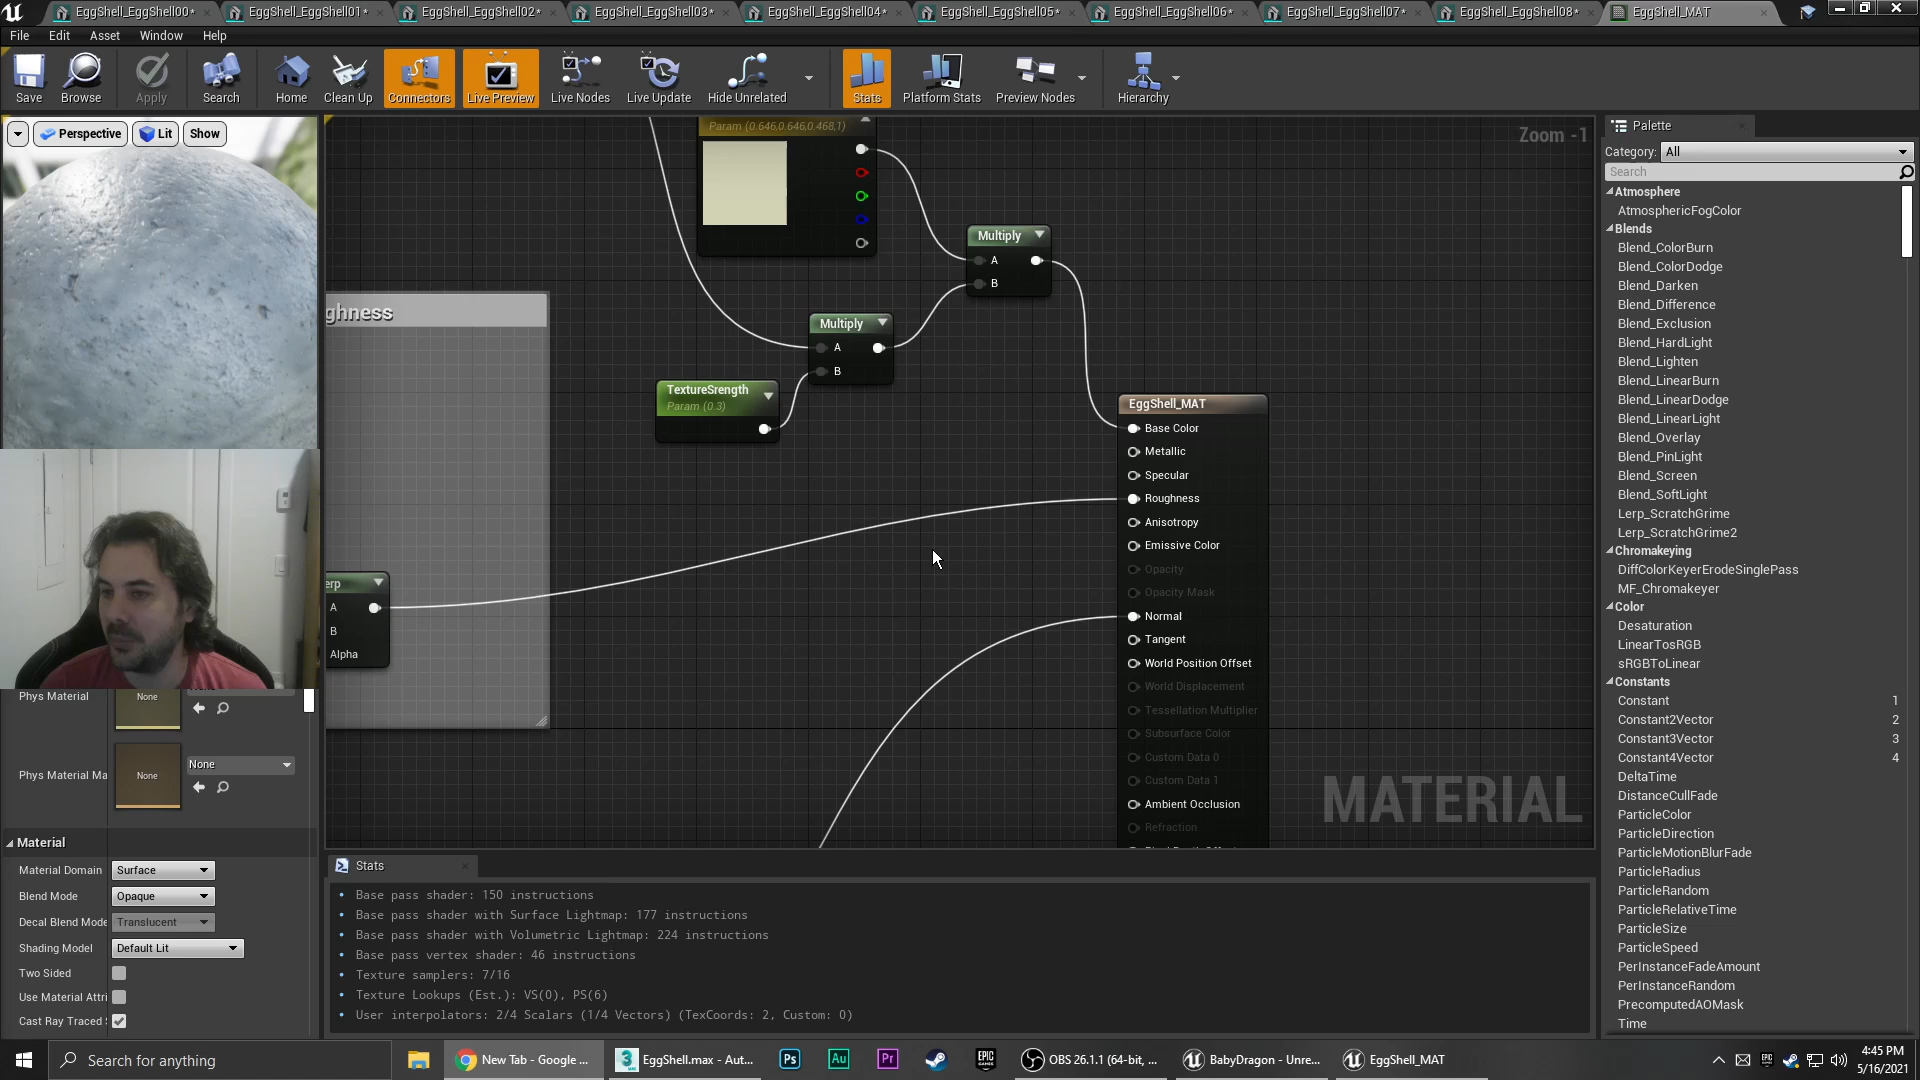 EggShell_EggShell00*
EggShell_EggShell01*
EggShell_EggShell02*
EggShell_EggShell03*
EggShell_EggShell04*
EggShell_EggShell05*
EggShell_EggShell06*
EggShell_EggShell07*
EggShell_EggShell08*
EggShell_MAT
File Edit Asset Window Help
Save
Browse
Apply
Search
Home
Clean Up
Connectors
Live Preview
Live Nodes
Live Update
Hide Unrelated
Stats
Platform Stats
Preview Nodes
Hierarchy
Perspective
Lit
Show
Zoom -1
Param (0.646,0.646,0.468,1)
Multiply
A
B
ghness
Multiply
A
B
TextureSrength
Param (0.3)
EggShell_MAT
Base Color
Metallic
Specular
Roughness
Anisotropy
Emissive Color
Opacity
Opacity Mask
Normal
Tangent
World Position Offset
World Displacement
Tessellation Multiplier
Subsurface Color
Custom Data 0
Custom Data 1
Ambient Occlusion
Refraction
erp
A
B
Alpha
MATERIAL
Phys Material
None
Phys Material Ma
None
None
Material
Material Domain Surface
Blend Mode Opaque
Decal Blend Mode Translucent
Shading Model Default Lit
Two Sided
Use Material Attri
Cast Ray Traced
Stats
• Base pass shader: 150 instructions
• Base pass shader with Surface Lightmap: 177 instructions
• Base pass shader with Volumetric Lightmap: 224 instructions
• Base pass vertex shader: 46 instructions
• Texture samplers: 7/16
• Texture Lookups (Est.): VS(0), PS(6)
• User interpolators: 2/4 Scalars (1/4 Vectors) (TexCoords: 2, Custom: 0)
Palette
Category: All
Search
Atmosphere
AtmosphericFogColor
Blends
Blend_ColorBurn
Blend_ColorDodge
Blend_Darken
Blend_Difference
Blend_Exclusion
Blend_HardLight
Blend_Lighten
Blend_LinearBurn
Blend_LinearDodge
Blend_LinearLight
Blend_Overlay
Blend_PinLight
Blend_Screen
Blend_SoftLight
Lerp_ScratchGrime
Lerp_ScratchGrime2
Chromakeying
DiffColorKeyerErodeSinglePass
MF_Chromakeyer
Color
Desaturation
LinearTosRGB
sRGBToLinear
Constants
Constant 1
Constant2Vector 2
Constant3Vector 3
Constant4Vector 4
DeltaTime
DistanceCullFade
ParticleColor
ParticleDirection
ParticleMotionBlurFade
ParticleRadius
ParticleRandom
ParticleRelativeTime
ParticleSize
ParticleSpeed
PerInstanceFadeAmount
PerInstanceRandom
PrecomputedAOMask
Time
Search for anything
New Tab - Google ...
3 EggShell.max - Aut...
Ps
Au
Pr
EPIC
OBS 26.1.1 (64-bit, ...
BabyDragon - Unre...
EggShell_MAT
4:45 PM
5/16/2021